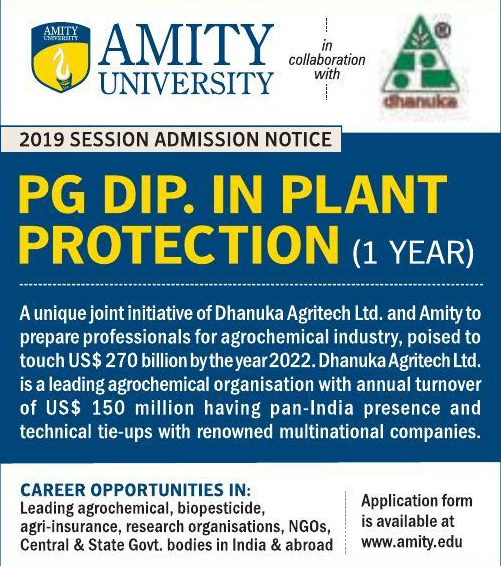 AMITY
UNIVERSITY
AMITY
UNIVERSITY
in
collaboration
with
®
dhanuka
2019 SESSION ADMISSION NOTICE
PG DIP. IN PLANT
PROTECTION (1 YEAR)
A unique joint initiative of Dhanuka Agritech Ltd. and Amity to
prepare professionals for agrochemical industry, poised to
touch US$ 270 billion by the year 2022. Dhanuka Agritech Ltd.
is a leading agrochemical organisation with annual turnover
of US$ 150 million having pan-India presence and
technical tie-ups with renowned multinational companies.
CAREER OPPORTUNITIES IN:
Leading agrochemical, biopesticide,
agri-insurance, research organisations, NGOs,
Central & State Govt. bodies in India & abroad
Application form
is available at
www.amity.edu